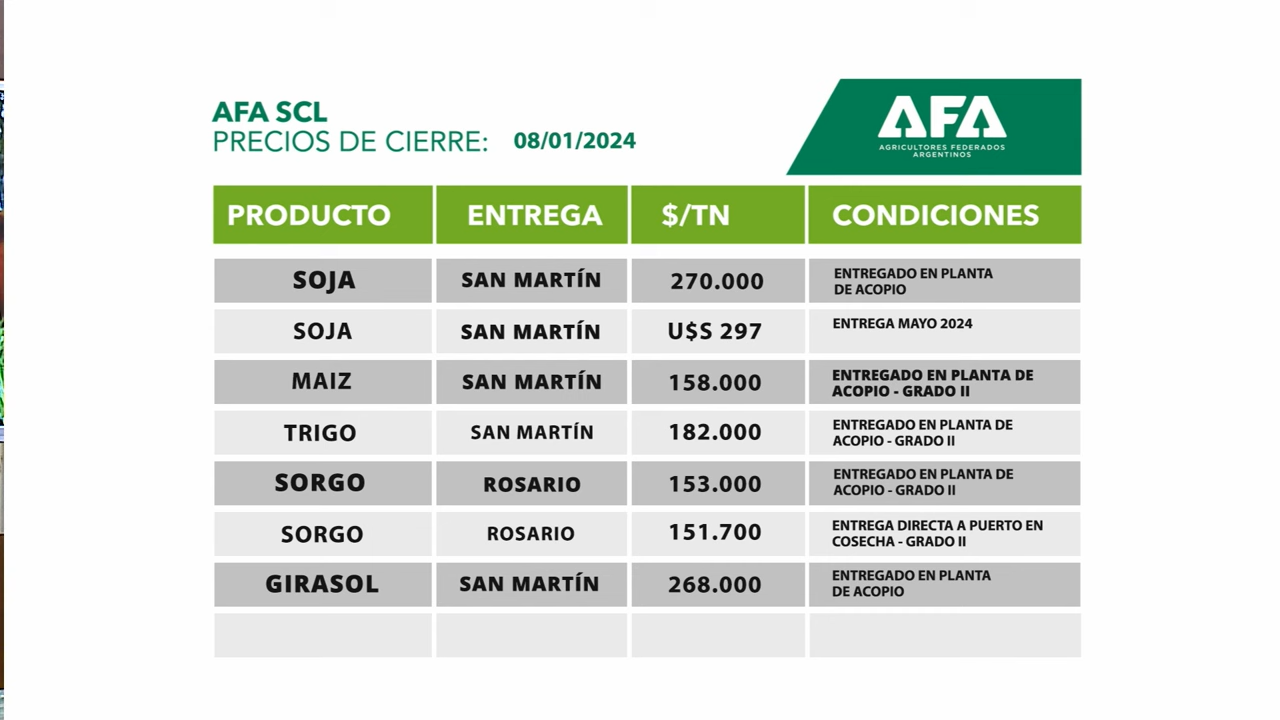 AFA SCL
PRECIOS DE CIERRE: 08/01/2024
AFA
AGRICULTORES FEDERADOS
ARGENTINOS
PRODUCTO ENTREGA $/TN CONDICIONES
SOJA SAN MARTÍN 270.000 ENTREGADO EN PLANTA
DE ACOPIO
SOJA SAN MARTÍN U$S 297 ENTREGA MAYO 2024
MAIZ SAN MARTÍN 158.000 ENTREGADO EN PLANTA DE
ACOPIO - GRADO II
TRIGO SAN MARTÍN 182.000 ENTREGADO EN PLANTA DE
ACOPIO - GRADO II
SORGO ROSARIO 153.000 ENTREGADO EN PLANTA DE
ACOPIO - GRADO II
SORGO ROSARIO 151.700 ENTREGA DIRECTA A PUERTO EN
COSECHA - GRADO II
GIRASOL SAN MARTÍN 268.000 ENTREGADO EN PLANTA
DE ACOPIO